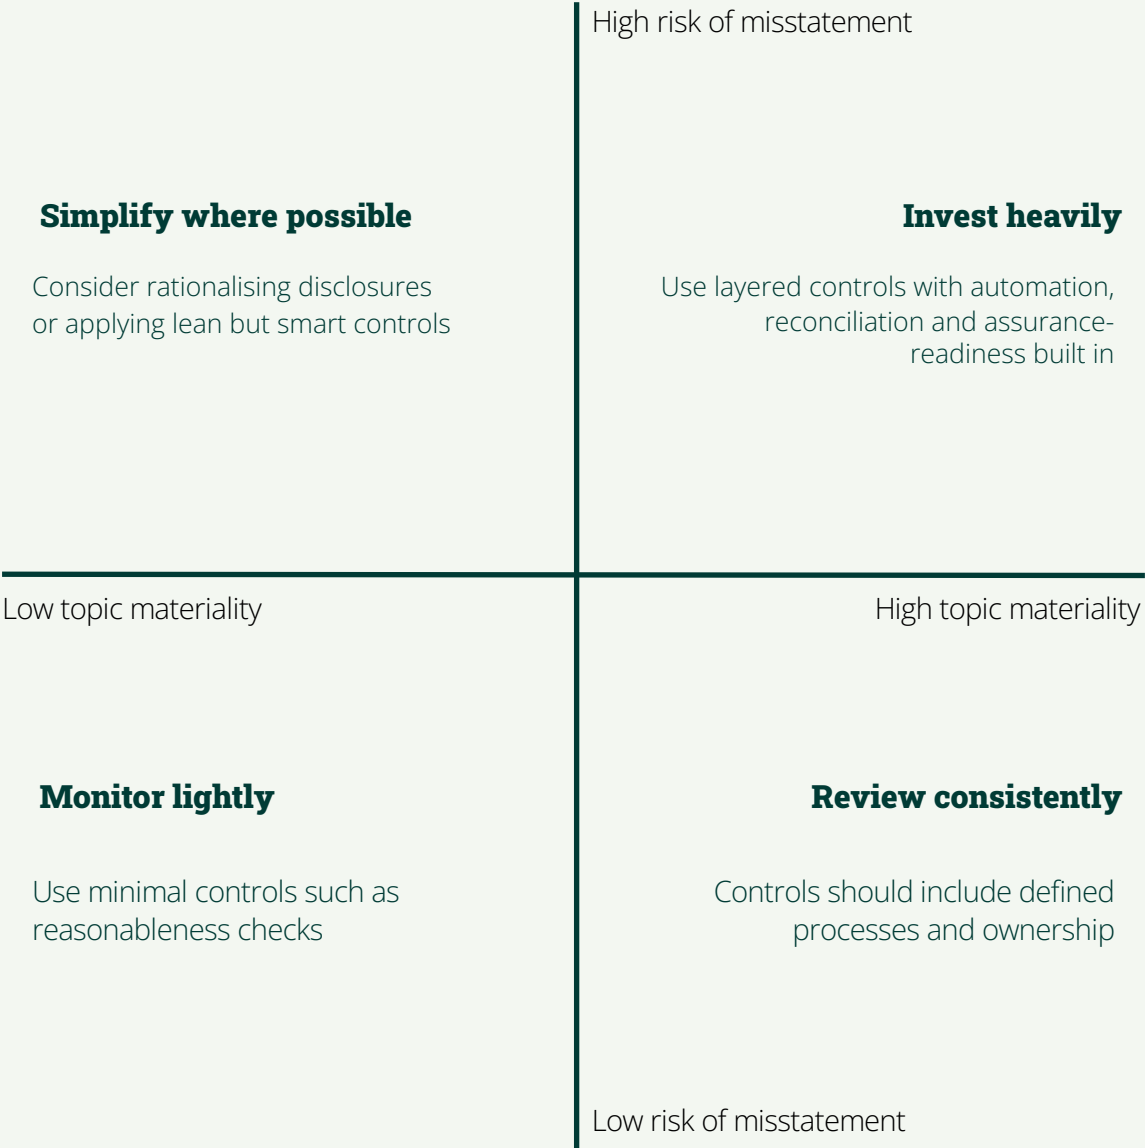 High risk of misstatement
Simplify where possible
Consider rationalising disclosures
or applying lean but smart controls
Invest heavily
Use layered controls with automation,
reconciliation and assurance-
readiness built in
Low topic materiality
High topic materiality
Monitor lightly
Use minimal controls such as
reasonableness checks
Review consistently
Controls should include defined
processes and ownership
Low risk of misstatement